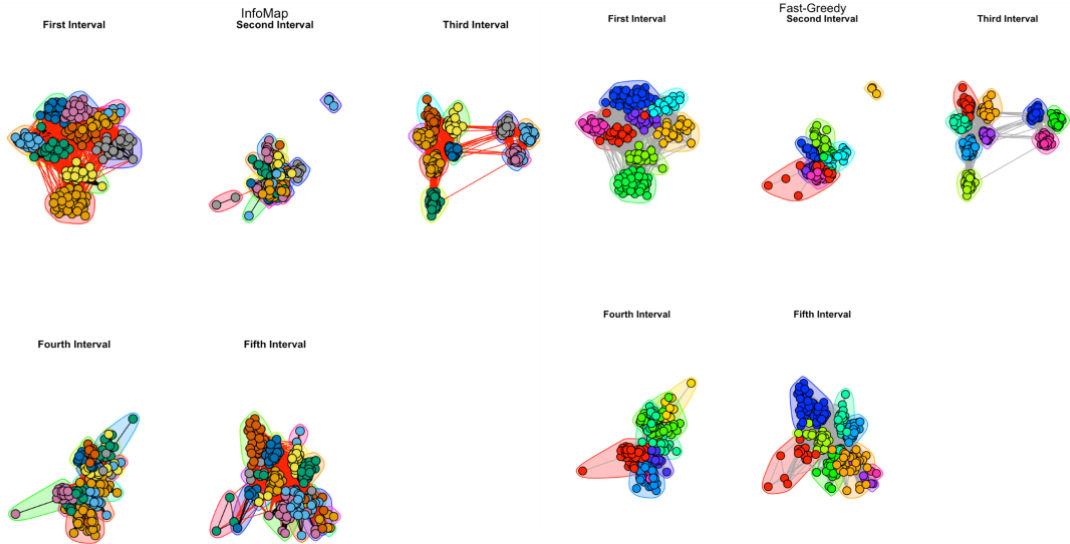 InfoMap
First Interval
Second Interval
Third Interval
Fourth Interval
Fifth Interval
Fast-Greedy
First Interval
Second Interval
Third Interval
Fourth Interval
Fifth Interval